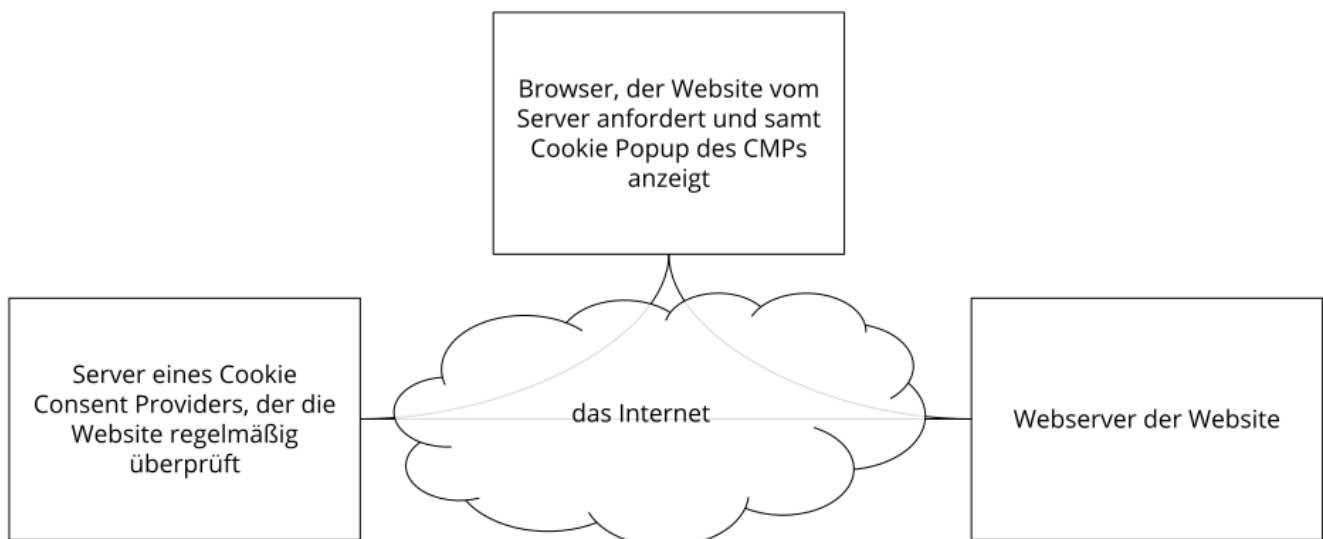 Browser, der Website vom
Server anfordert und samt
Cookie Popup des CMPs
anzeigt
Server eines Cookie
Consent Providers, der die
Website regelmäßig
überprüft
das Internet
Webserver der Website